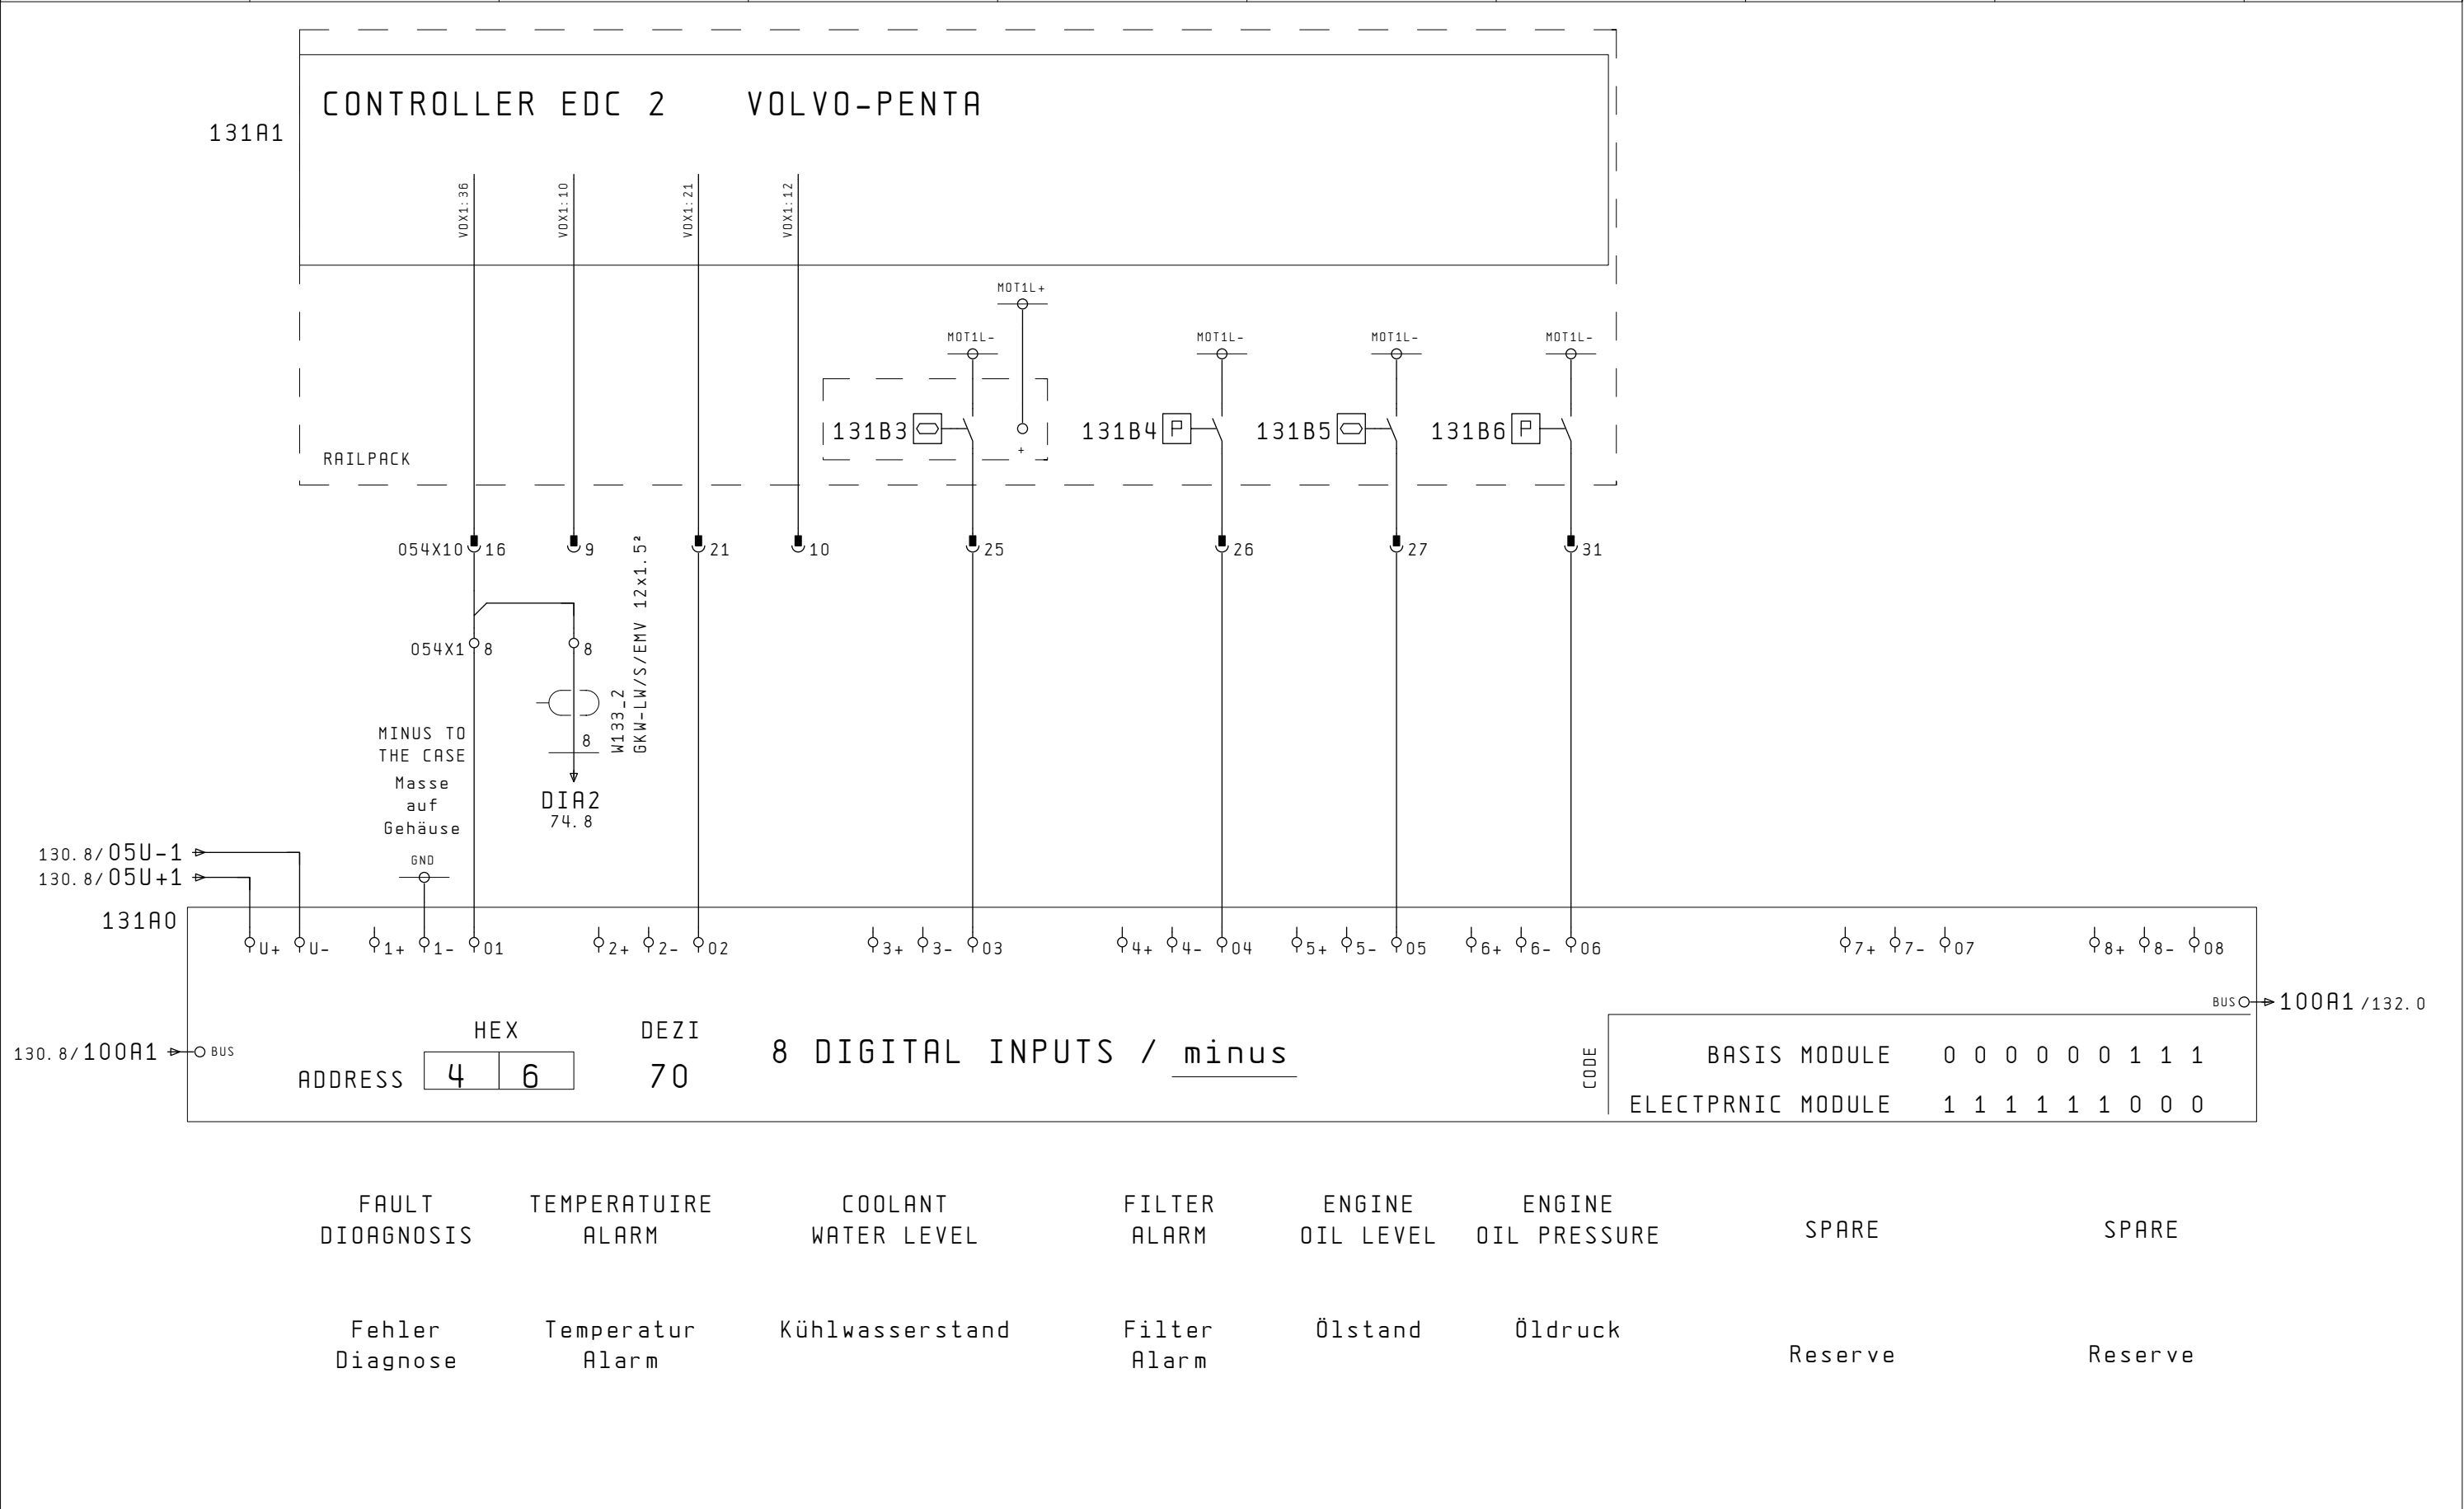 CONTROLLER EDC 2 VOLVO-PENTA
131A1
VOX1:36
VOX1:10
VOX1:21
VOX1:12
MOT1L+
MOT1L-
MOT1L-
MOT1L-
MOT1L-
131B3
131B4 P
131B5
131B6 P
+
RAILPACK
054X10 16
9
21
10
25
26
27
31
W133_2
GKW-LW/S/EMV 12x1.5²
054X1 8
8
8
MINUS TO
THE CASE
Masse
auf
Gehäuse
DIA2
74.8
130.8/05U-1
130.8/05U+1
GND
131A0
U+ U- 1+ 1- 01 2+ 2- 02 3+ 3- 03 4+ 4- 04 5+ 5- 05 6+ 6- 06 7+ 7- 07 8+ 8- 08
BUS 100A1/132.0
130.8/100A1 BUS
HEX DEZI
ADDRESS 4 6 70
8 DIGITAL INPUTS / minus
CODE
BASIS MODULE 0 0 0 0 0 0 1 1 1
ELECTPRNIC MODULE 1 1 1 1 1 1 0 0 0
FAULT
DIOAGNOSIS
TEMPERATUIRE
ALARM
COOLANT
WATER LEVEL
FILTER
ALARM
ENGINE
OIL LEVEL
ENGINE
OIL PRESSURE
SPARE
SPARE
Fehler
Diagnose
Temperatur
Alarm
Kühlwasserstand
Filter
Alarm
Ölstand
Öldruck
Reserve
Reserve